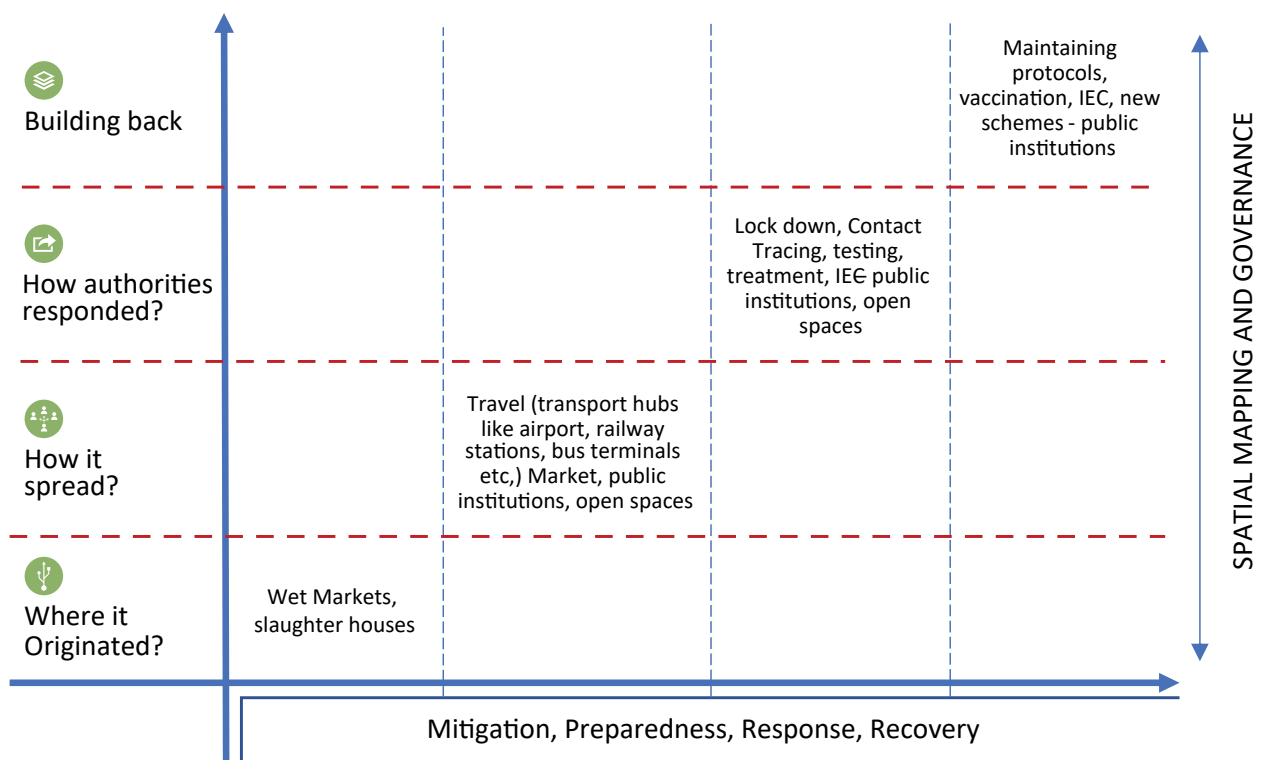 Building back
Maintaining
protocols,
vaccination, IEC, new
schemes - public
institutions
How authorities
responded?
Lock down, Contact
Tracing, testing,
treatment, IEC- public
institutions, open
spaces
How it
spread?
Travel (transport hubs
like airport, railway
stations, bus terminals
etc,) Market, public
institutions, open spaces
Where it
Originated?
Wet Markets,
slaughter houses
Mitigation, Preparedness, Response, Recovery
SPATIAL MAPPING AND GOVERNANCE